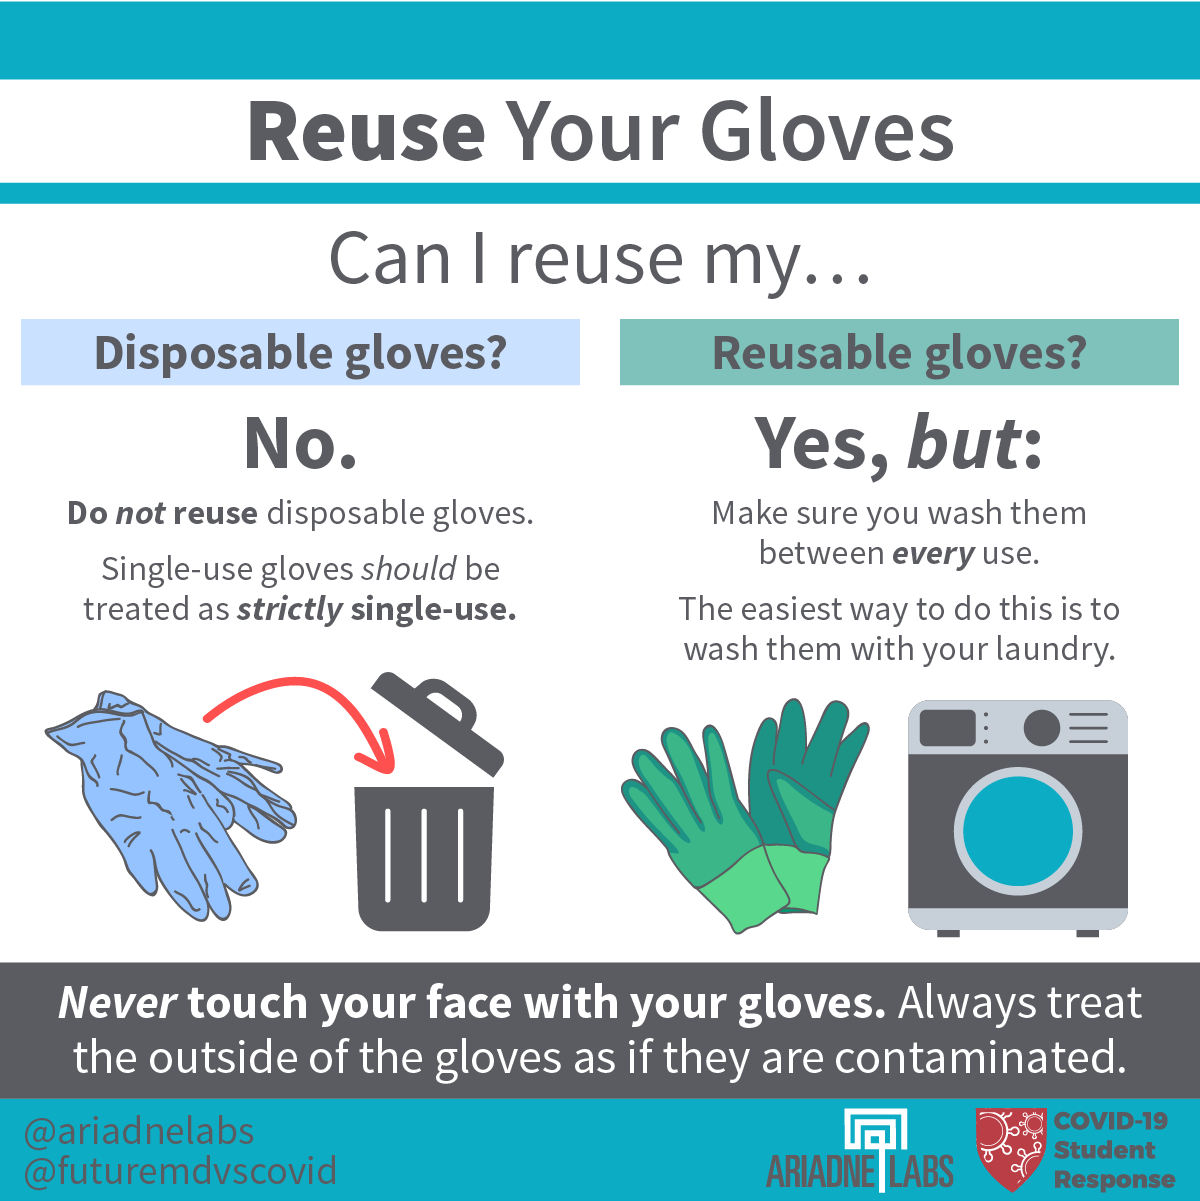 Reuse Your Gloves
Can I reuse my...
Disposable gloves?
No.
Do not reuse disposable gloves.
Single-use gloves should be
treated as strictly single-use.
Reusable gloves?
Yes, but:
Make sure you wash them
between every use.
The easiest way to do this is to
wash them with your laundry.
Never touch your face with your gloves. Always treat
the outside of the gloves as if they are contaminated.
@ariadnelabs
@futuremdvscovid
ARIADNE LABS
COVID-19
Student
Response